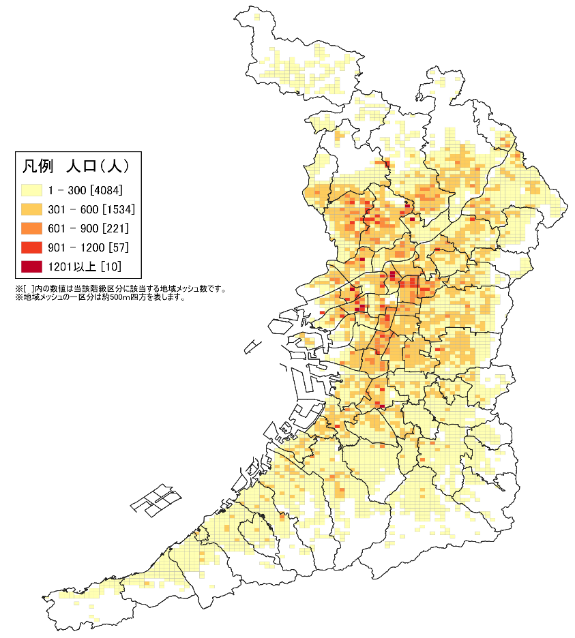 凡例 人口(人)
1 - 300 [4084]
301 - 600 [1534]
601 - 900 [221]
901 - 1200 [57]
1201以上 [10]
※[ ]内の数値は当該階級区分に該当する地域メッシュ数です。
※地域メッシュの一区分は約500m四方を表します。